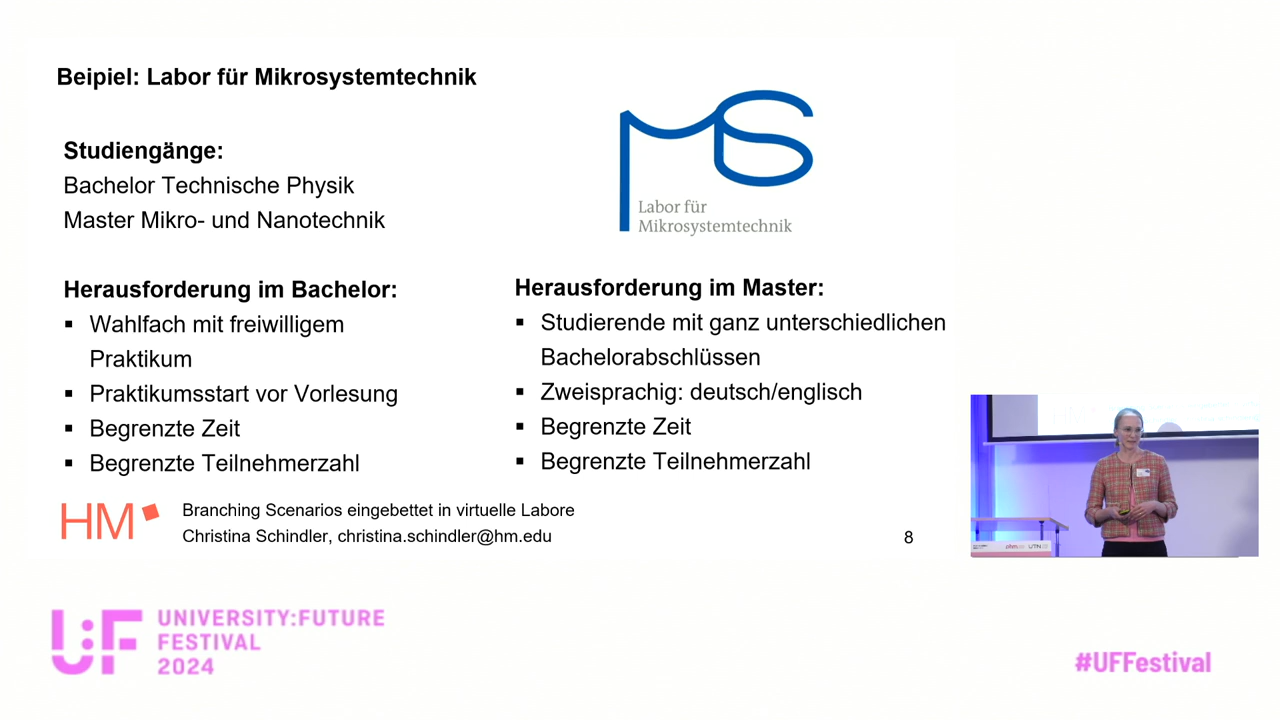 Beipiel: Labor für Mikrosystemtechnik
MS
Labor für
Mikrosystemtechnik
Studiengänge:
Bachelor Technische Physik
Master Mikro- und Nanotechnik
Herausforderung im Bachelor:
▪ Wahlfach mit freiwilligem
Praktikum
▪ Praktikumsstart vor Vorlesung
▪ Begrenzte Zeit
▪ Begrenzte Teilnehmerzahl
Herausforderung im Master:
▪ Studierende mit ganz unterschiedlichen
Bachelorabschlüssen
▪ Zweisprachig: deutsch/englisch
▪ Begrenzte Zeit
▪ Begrenzte Teilnehmerzahl
HM
Branching Scenarios eingebettet in virtuelle Labore
Christina Schindler, christina.schindler@hm.edu
8
HM
UTN
U:F
UNIVERSITY:FUTURE
FESTIVAL
2024
#UFFestival